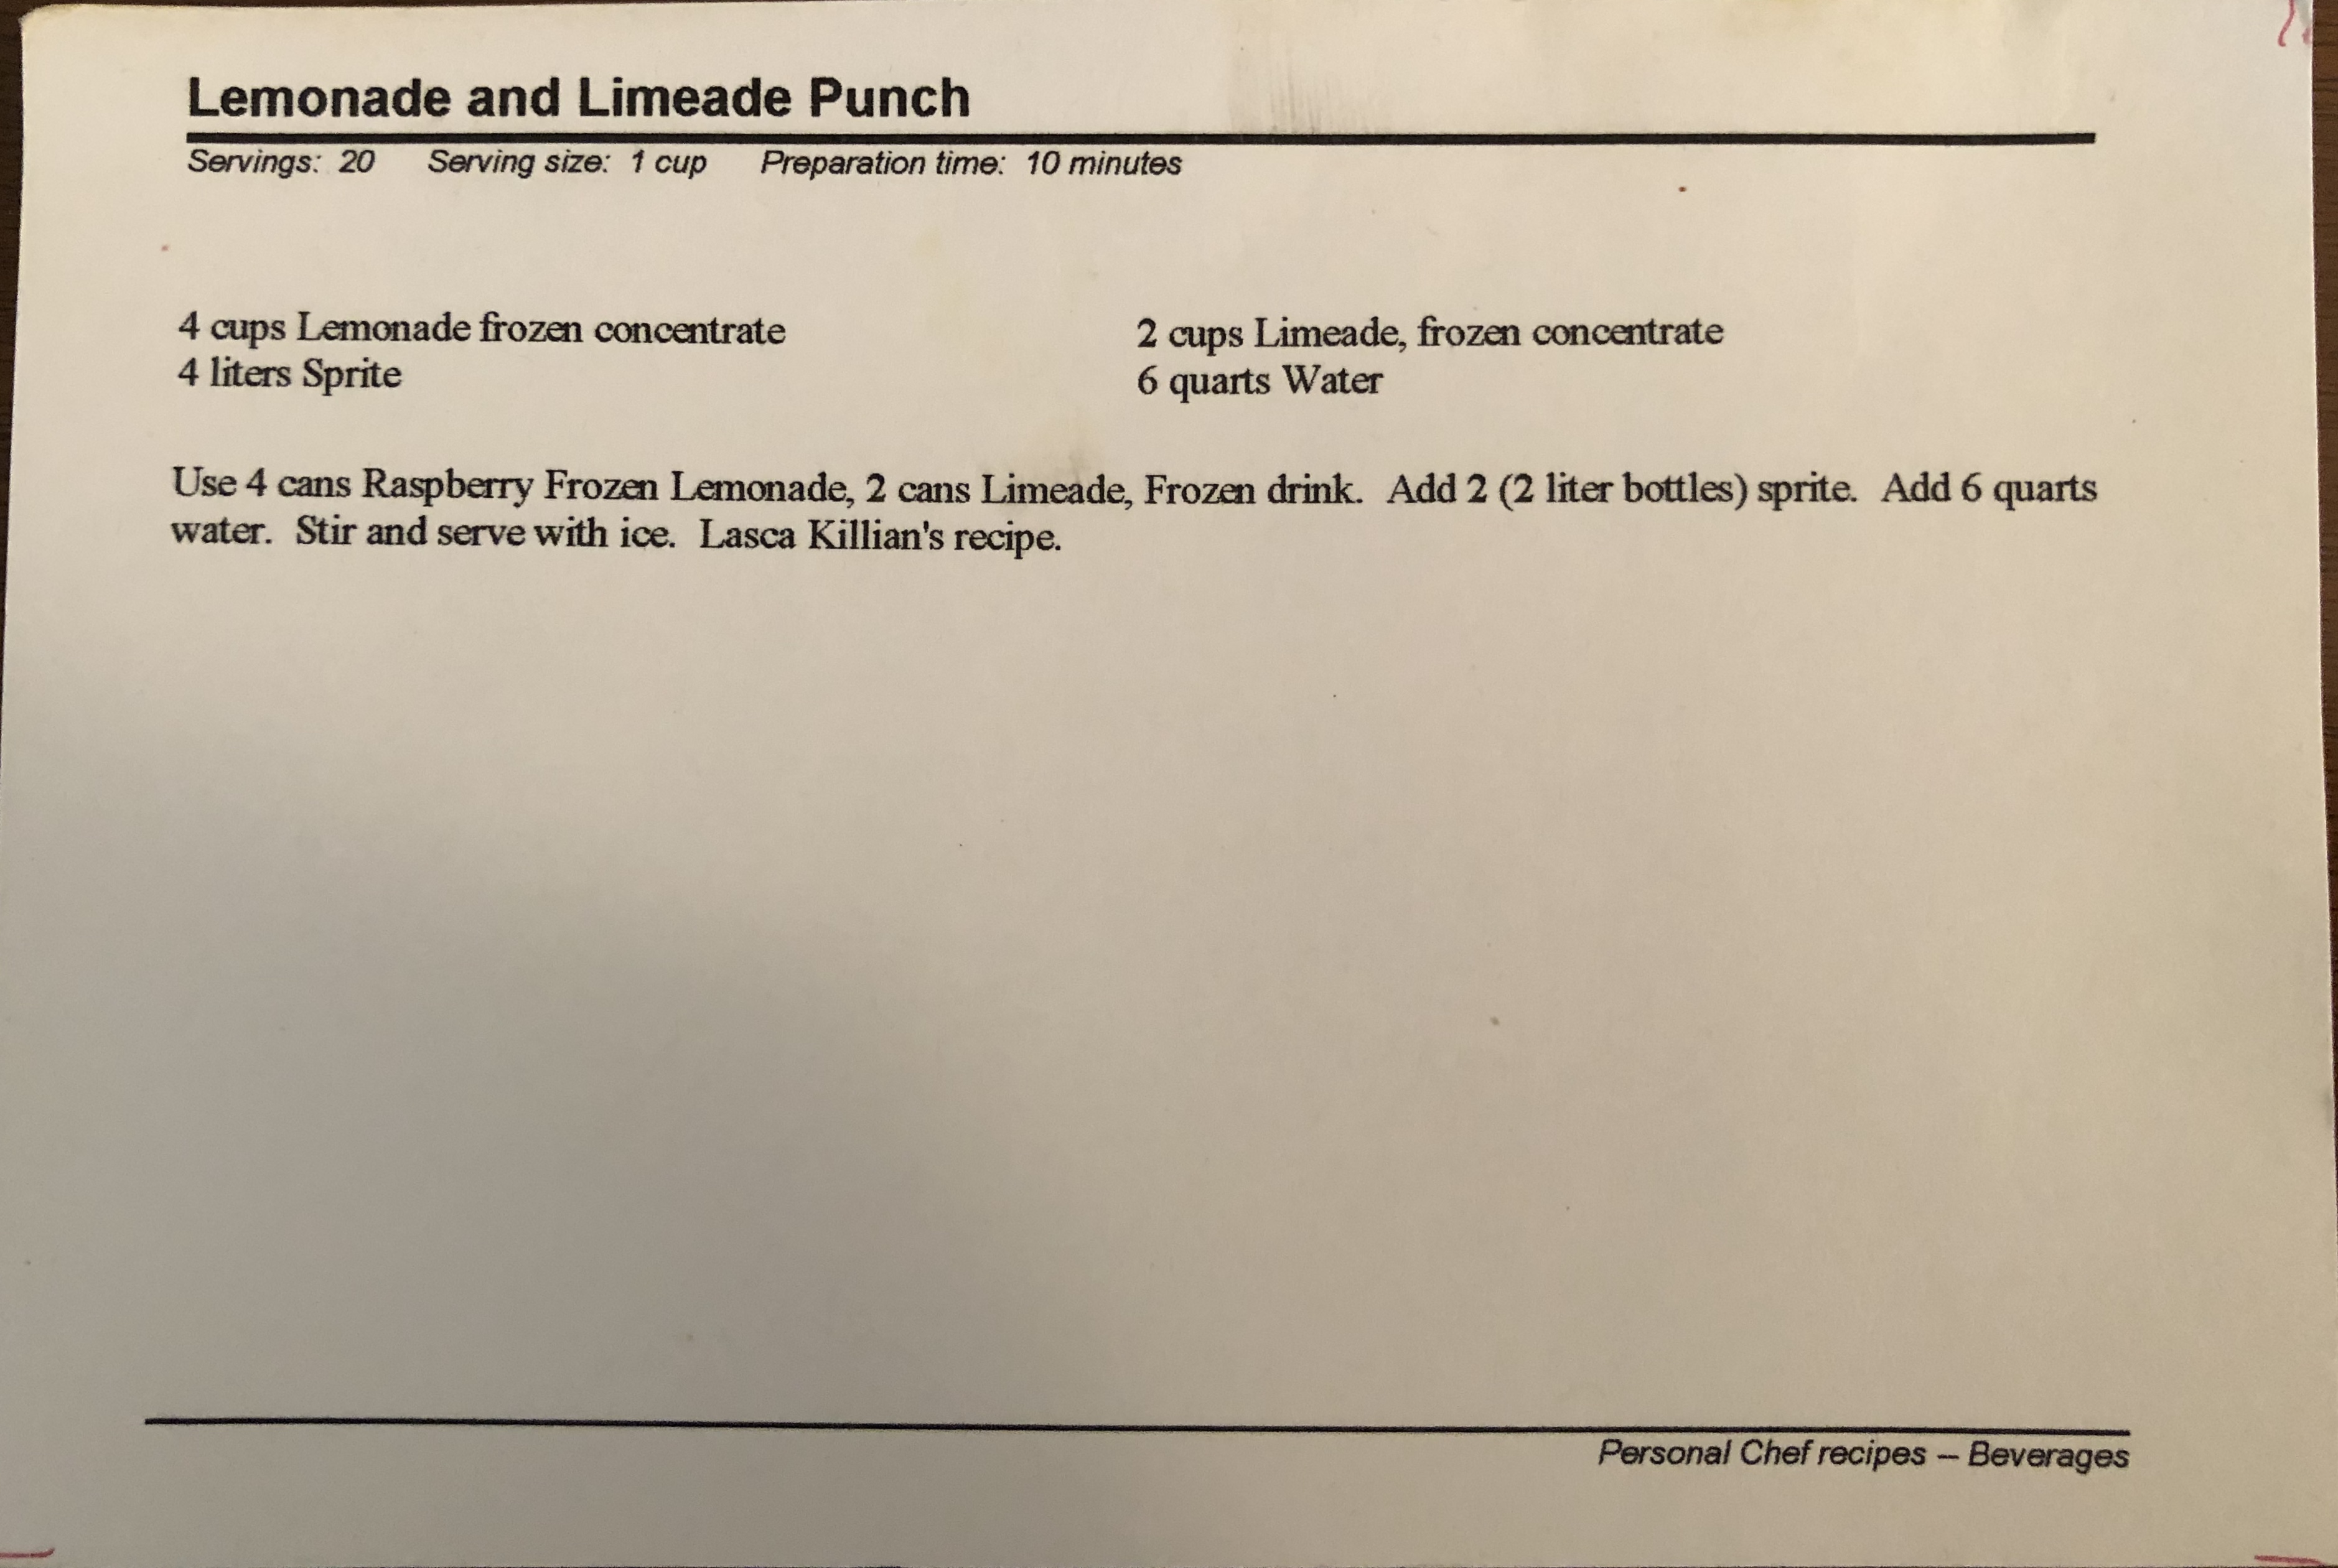 Lemonade and Limeade Punch
Servings: 20 Serving size: 1 cup Preparation time: 10 minutes
4 cups Lemonade frozen concentrate
4 liters Sprite
2 cups Limeade, frozen concentrate
6 quarts Water
Use 4 cans Raspberry Frozen Lemonade, 2 cans Limeade, Frozen drink. Add 2 (2 liter bottles) sprite. Add 6 quarts
water. Stir and serve with ice. Lasca Killian's recipe.
Personal Chef recipes – Beverages